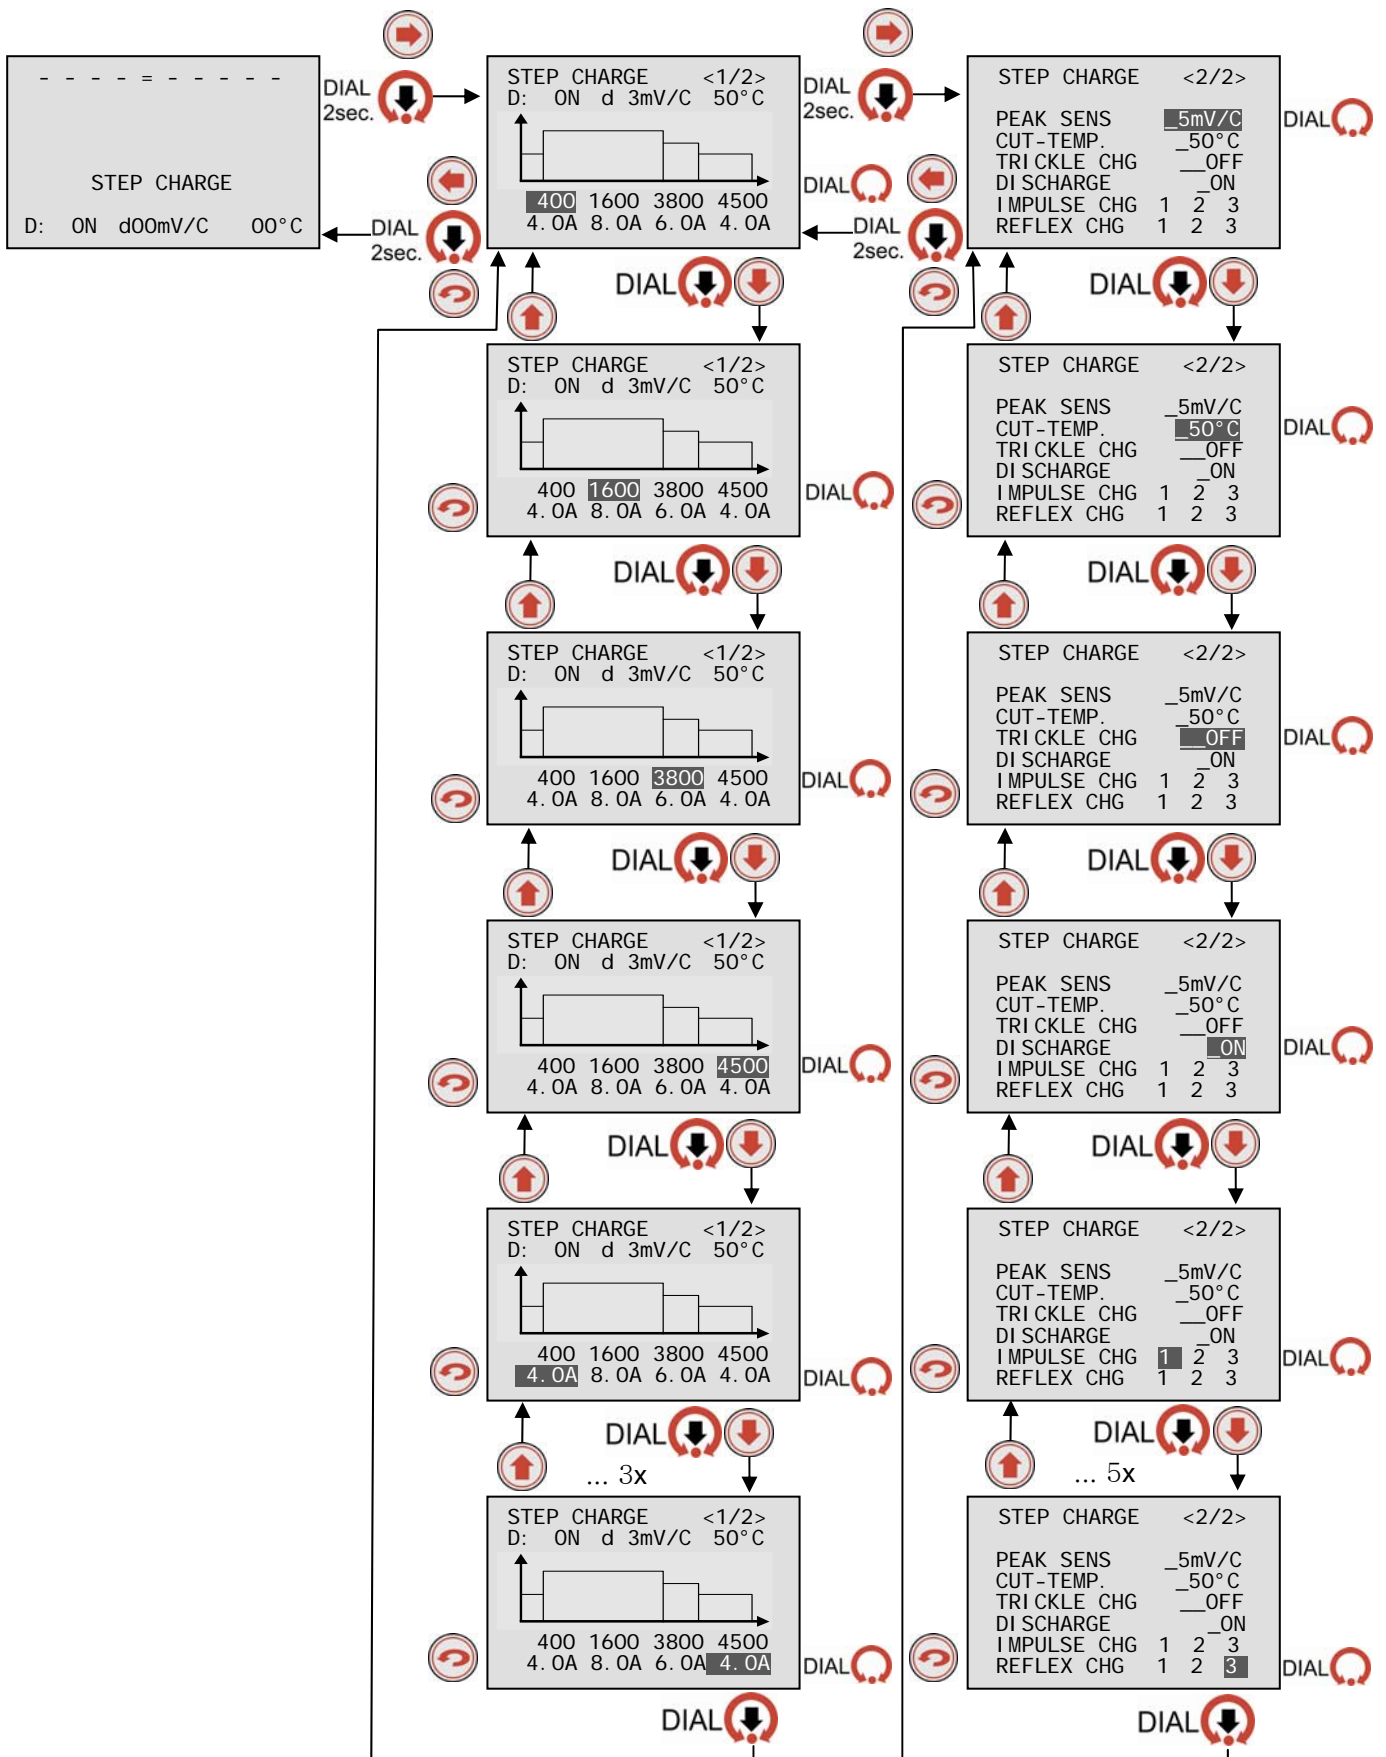 - - - - = - - - - -
STEP CHARGE
D: ON d00mV/C 00°C
DIAL
2sec.
DIAL
2sec.
STEP CHARGE <1/2>
D: ON d 3mV/C 50°C
400 1600 3800 4500
4.0A 8.0A 6.0A 4.0A
DIAL
2sec.
DIAL
DIAL
2sec.
STEP CHARGE <2/2>
PEAK SENS _5mV/C
CUT-TEMP. _50°C
TRICKLE CHG __OFF
DISCHARGE _ON
IMPULSE CHG 1 2 3
REFLEX CHG 1 2 3
DIAL
DIAL
DIAL
STEP CHARGE <1/2>
D: ON d 3mV/C 50°C
400 1600 3800 4500
4.0A 8.0A 6.0A 4.0A
DIAL
STEP CHARGE <2/2>
PEAK SENS _5mV/C
CUT-TEMP. _50°C
TRICKLE CHG __OFF
DISCHARGE _ON
IMPULSE CHG 1 2 3
REFLEX CHG 1 2 3
DIAL
DIAL
DIAL
STEP CHARGE <1/2>
D: ON d 3mV/C 50°C
400 1600 3800 4500
4.0A 8.0A 6.0A 4.0A
DIAL
STEP CHARGE <2/2>
PEAK SENS _5mV/C
CUT-TEMP. _50°C
TRICKLE CHG __OFF
DISCHARGE _ON
IMPULSE CHG 1 2 3
REFLEX CHG 1 2 3
DIAL
DIAL
DIAL
STEP CHARGE <1/2>
D: ON d 3mV/C 50°C
400 1600 3800 4500
4.0A 8.0A 6.0A 4.0A
DIAL
STEP CHARGE <2/2>
PEAK SENS _5mV/C
CUT-TEMP. _50°C
TRICKLE CHG __OFF
DISCHARGE _ON
IMPULSE CHG 1 2 3
REFLEX CHG 1 2 3
DIAL
DIAL
DIAL
STEP CHARGE <1/2>
D: ON d 3mV/C 50°C
400 1600 3800 4500
4.0A 8.0A 6.0A 4.0A
DIAL
STEP CHARGE <2/2>
PEAK SENS _5mV/C
CUT-TEMP. _50°C
TRICKLE CHG __OFF
DISCHARGE _ON
IMPULSE CHG 1 2 3
REFLEX CHG 1 2 3
DIAL
DIAL
... 3x
DIAL
... 5x
STEP CHARGE <1/2>
D: ON d 3mV/C 50°C
400 1600 3800 4500
4.0A 8.0A 6.0A 4.0A
DIAL
STEP CHARGE <2/2>
PEAK SENS _5mV/C
CUT-TEMP. _50°C
TRICKLE CHG __OFF
DISCHARGE _ON
IMPULSE CHG 1 2 3
REFLEX CHG 1 2 3
DIAL
DIAL
DIAL